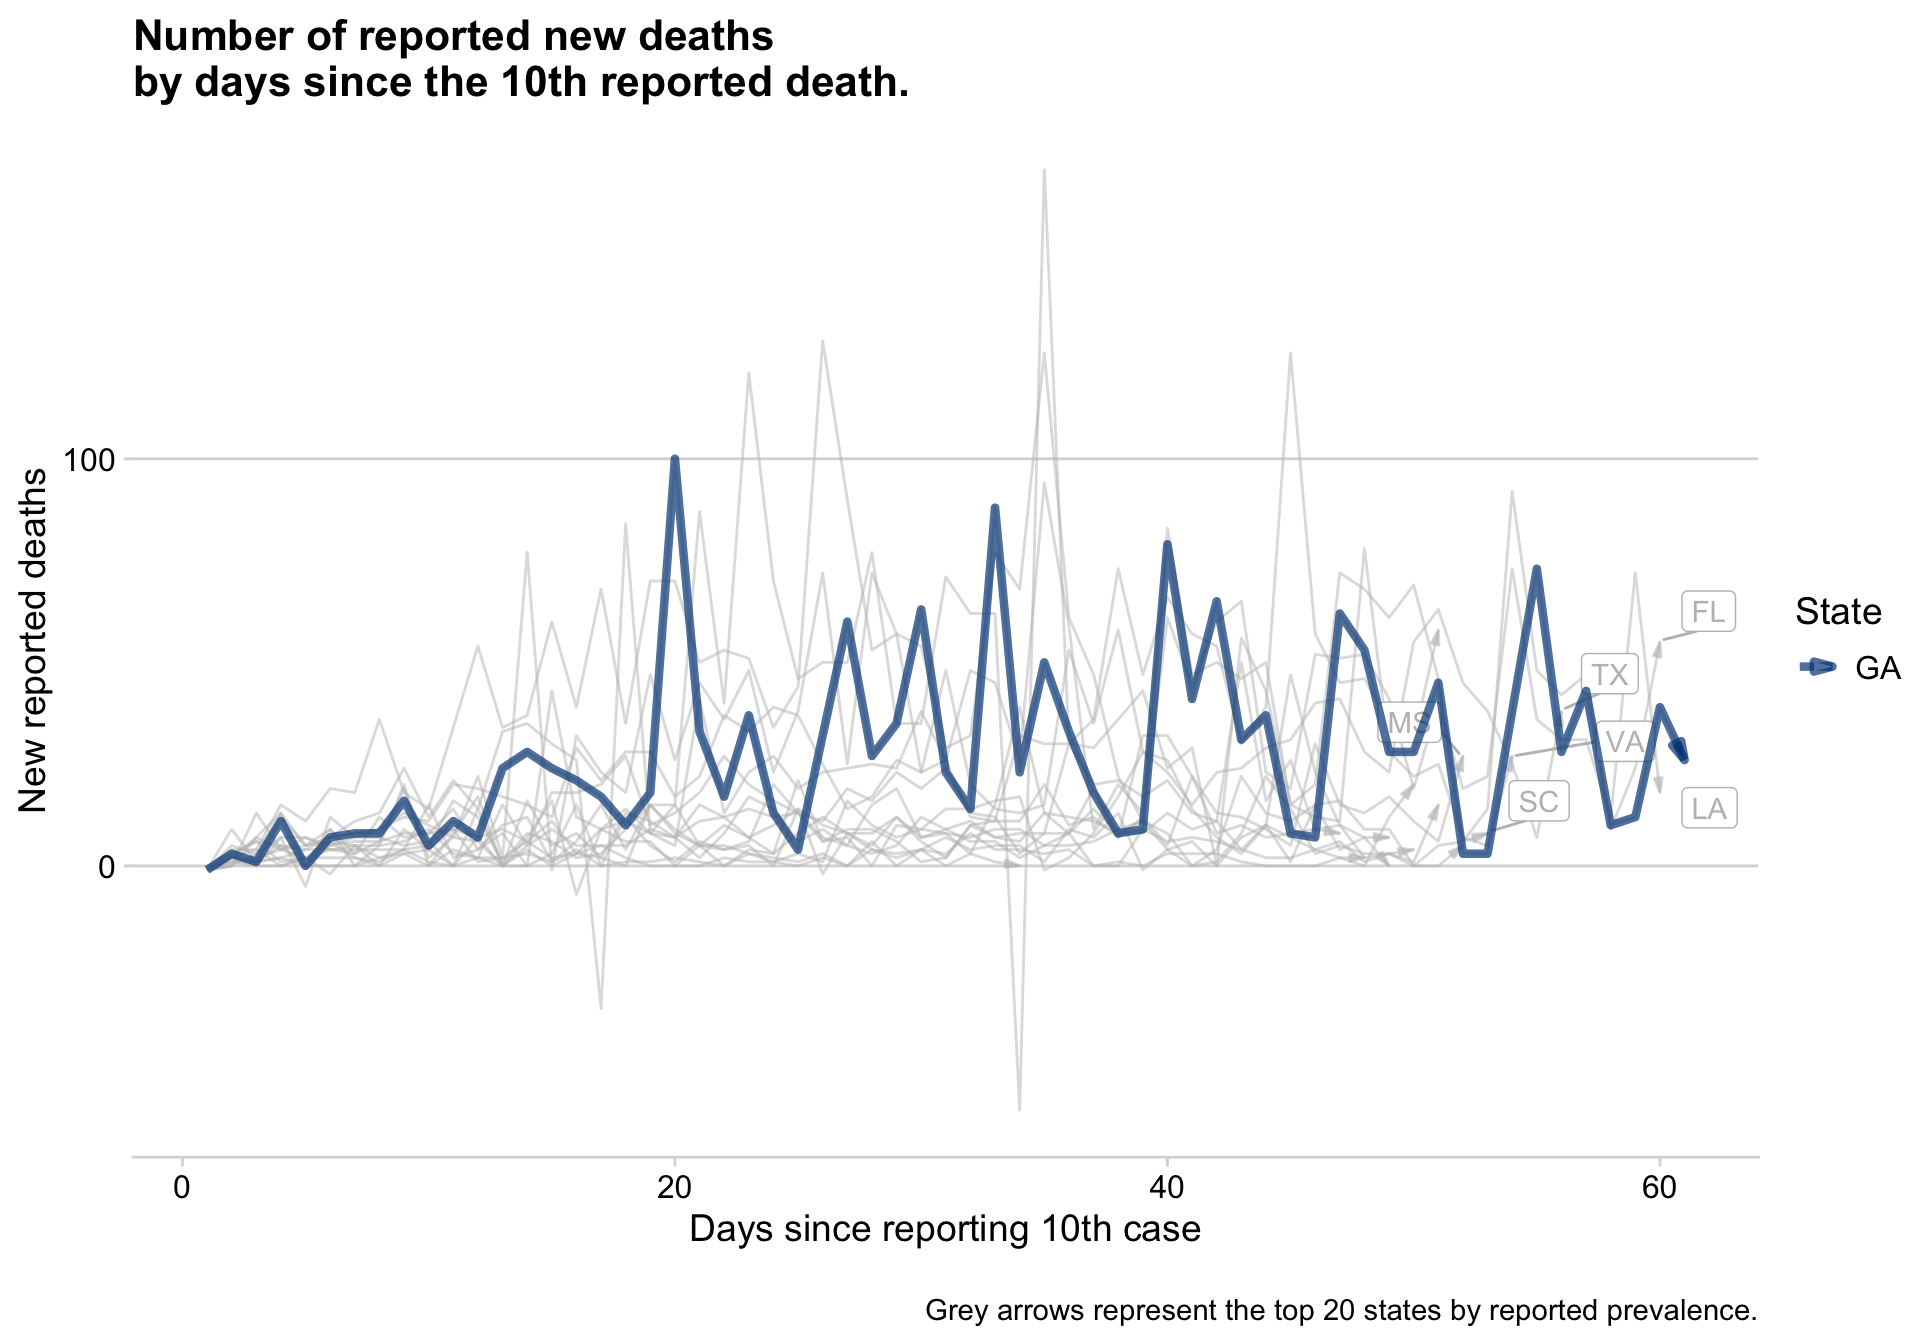 Number of reported new deaths
by days since the 10th reported death.
New reported deaths
100
0
FL
TX
MS
VA
SC
LA
State
GA
0 20 40 60
Days since reporting 10th case
Grey arrows represent the top 20 states by reported prevalence.